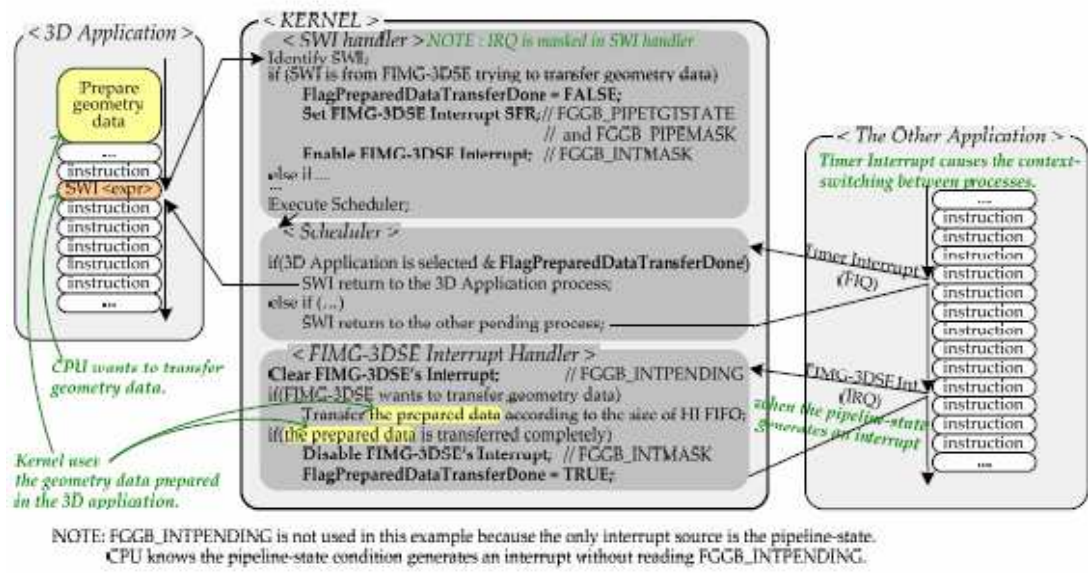 < 3D Application >
Prepare
geometry
data
....
instruction
SWI <expr>
instruction
instruction
instruction
instruction
instruction
...
CPU wants to transfer
geometry data.
Kernel uses
the geometry data prepared
in the 3D application.
< KERNEL >
< SWI handler > NOTE : IRQ is masked in SWI handler
Identify SWI;
if (SWI is from FIMG-3DSE trying to transfer geometry data)
FlagPreparedDataTransferDone = FALSE;
Set FIMG-3DSE Interrupt SFR; // FGGB_PIPETGTSTATE
// and FGGB_PIPEMASK
Enable FIMG-3DSE Interrupt; // FGGB_INTMASK
else if ....
...
Execute Scheduler;
< Scheduler >
if(3D Application is selected & FlagPreparedDataTransferDone)
SWI return to the 3D Application process;
else if (...)
SWI return to the other pending process;
< FIMG-3DSE Interrupt Handler >
Clear FIMG-3DSE's Interrupt; // FGGB_INTPENDING
if(FIMG-3DSE wants to transfer geometry data)
Transfer the prepared data according to the size of HI FIFO;
if(the prepared data is transferred completely)
Disable FIMG-3DSE's Interrupt; // FGGB_INTMASK
FlagPreparedDataTransferDone = TRUE;
Timer Interrupt
(FIQ)
FIMG-3DSE Int.
(IRQ)
when the pipeline-state
generates an interrupt
< The Other Application >
Timer Interrupt causes the context-
switching between processes.
....
instruction
instruction
instruction
instruction
instruction
instruction
instruction
instruction
instruction
instruction
instruction
instruction
instruction
....
NOTE: FGGB_INTPENDING is not used in this example because the only interrupt source is the pipeline-state.
CPU knows the pipeline-state condition generates an interrupt without reading FGGB_INTPENDING.